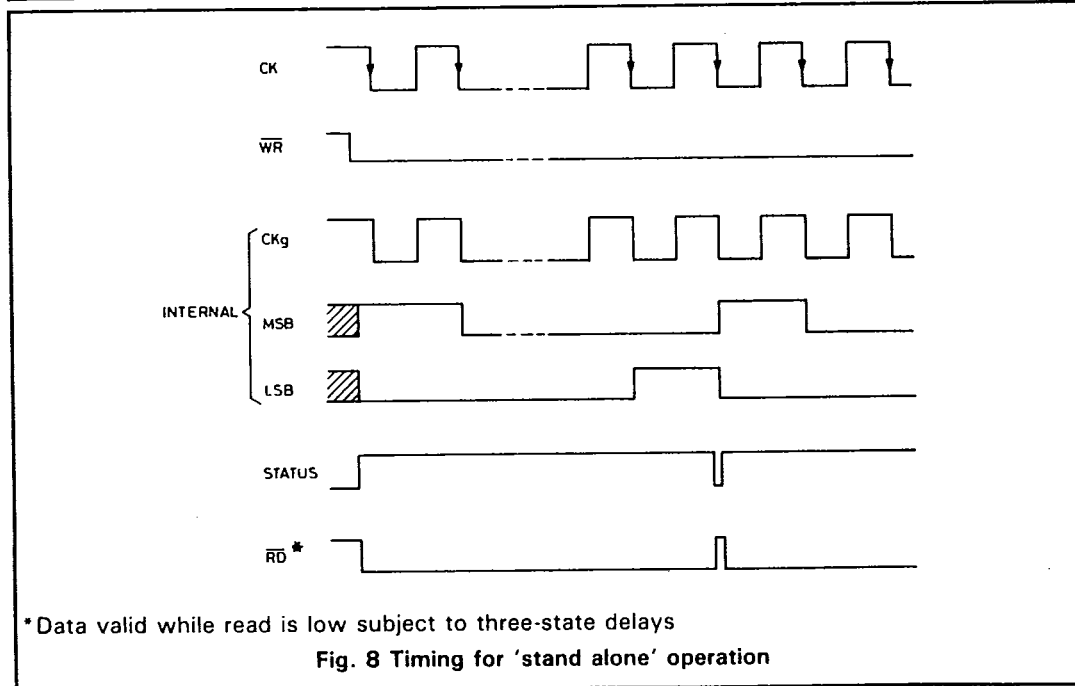 CK
WR
CKg
INTERNAL
MSB
LSB
STATUS
RD *
*Data valid while read is low subject to three-state delays
Fig. 8 Timing for 'stand alone' operation